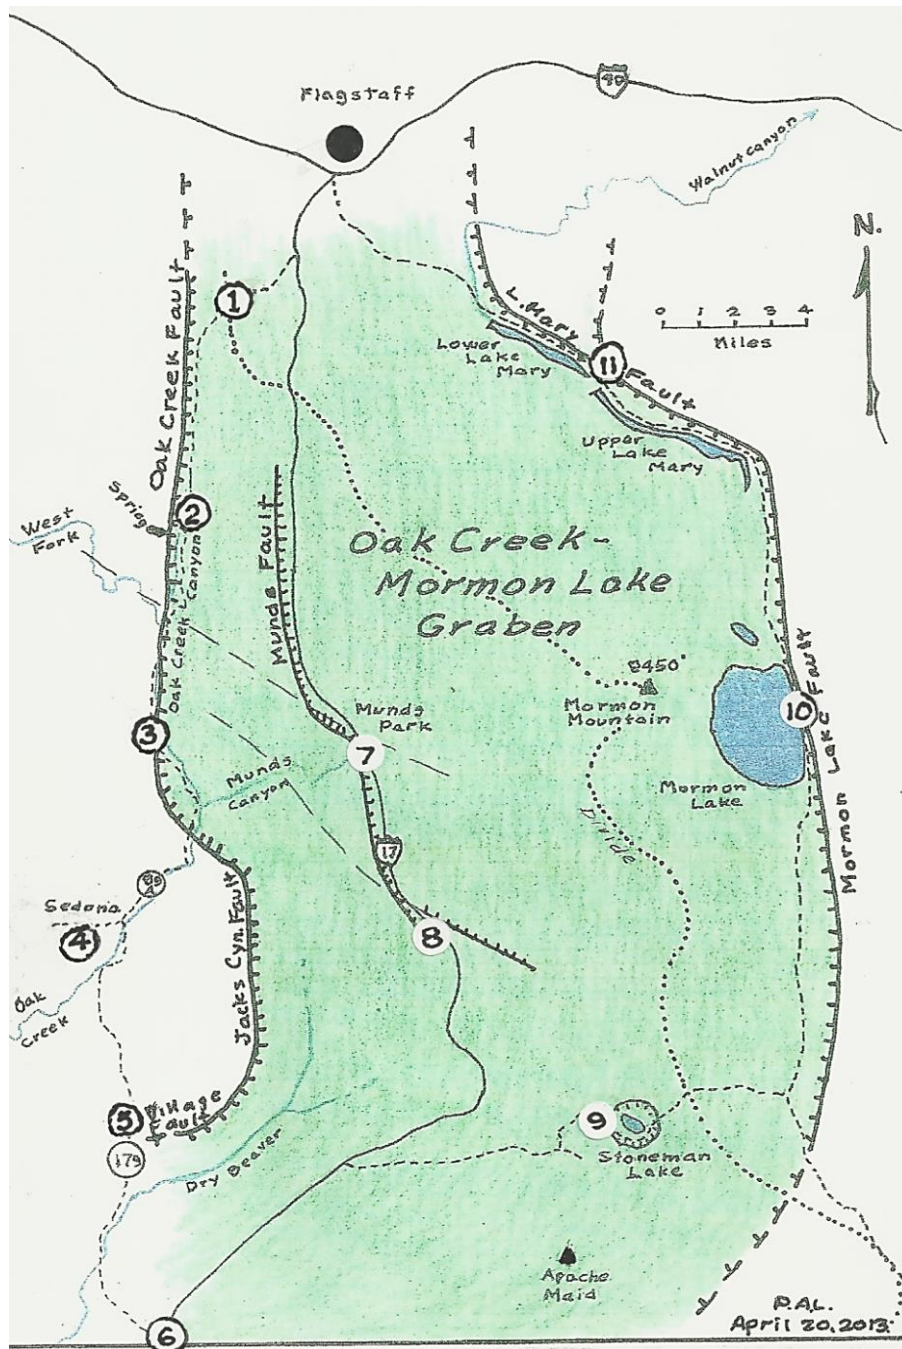 Flagstaff
40
Walnut Canyon
N.
Oak Creek Fault
1
L. Mary
Fault
0 1 2 3 4
Miles
Lower
Lake
Mary
11
Upper
Lake
Mary
Spring
2
West
Fork
Oak Creek Canyon
Munds Fault
Oak Creek-
Mormon Lake
Graben
8450'
Mormon
Mountain
Munds
Park
3
7
10
Mormon
Lake
Mormon Lake Fault
Munds
Canyon
Divide
17
89
A
Sedona
4
8
Jacks Cyn. Fault
Oak
Creek
5
Village
Fault
179
Dry Beaver
9
Stoneman
Lake
Apache
Maid
6
P.A.L.
April 20, 2013.